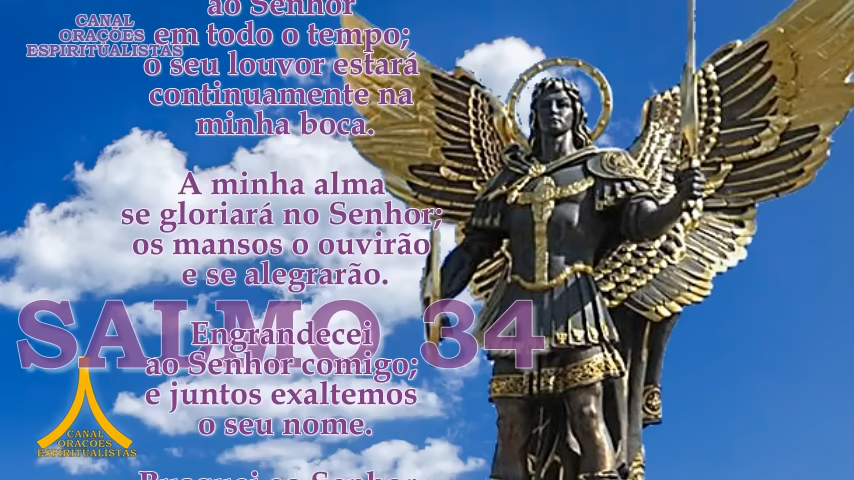 CANAL
ORAÇÕES
ESPIRITUALISTAS
ao Senhor
em todo o tempo;
o seu louvor estará
continuamente na
minha boca.
A minha alma
se gloriará no Senhor;
os mansos o ouvirão
e se alegrarão.
SALMO 34
Engrandecei
ao Senhor comigo;
e juntos exaltemos
o seu nome.
CANAL
ORAÇÕES
ESPIRITUALISTAS